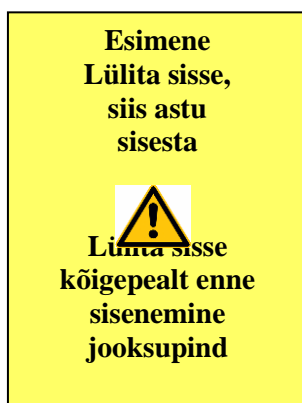 Esimene
Lülita sisse,
siis astu
sisesta
Lülita sisse
kõigepealt enne
sisenemine
jooksupind